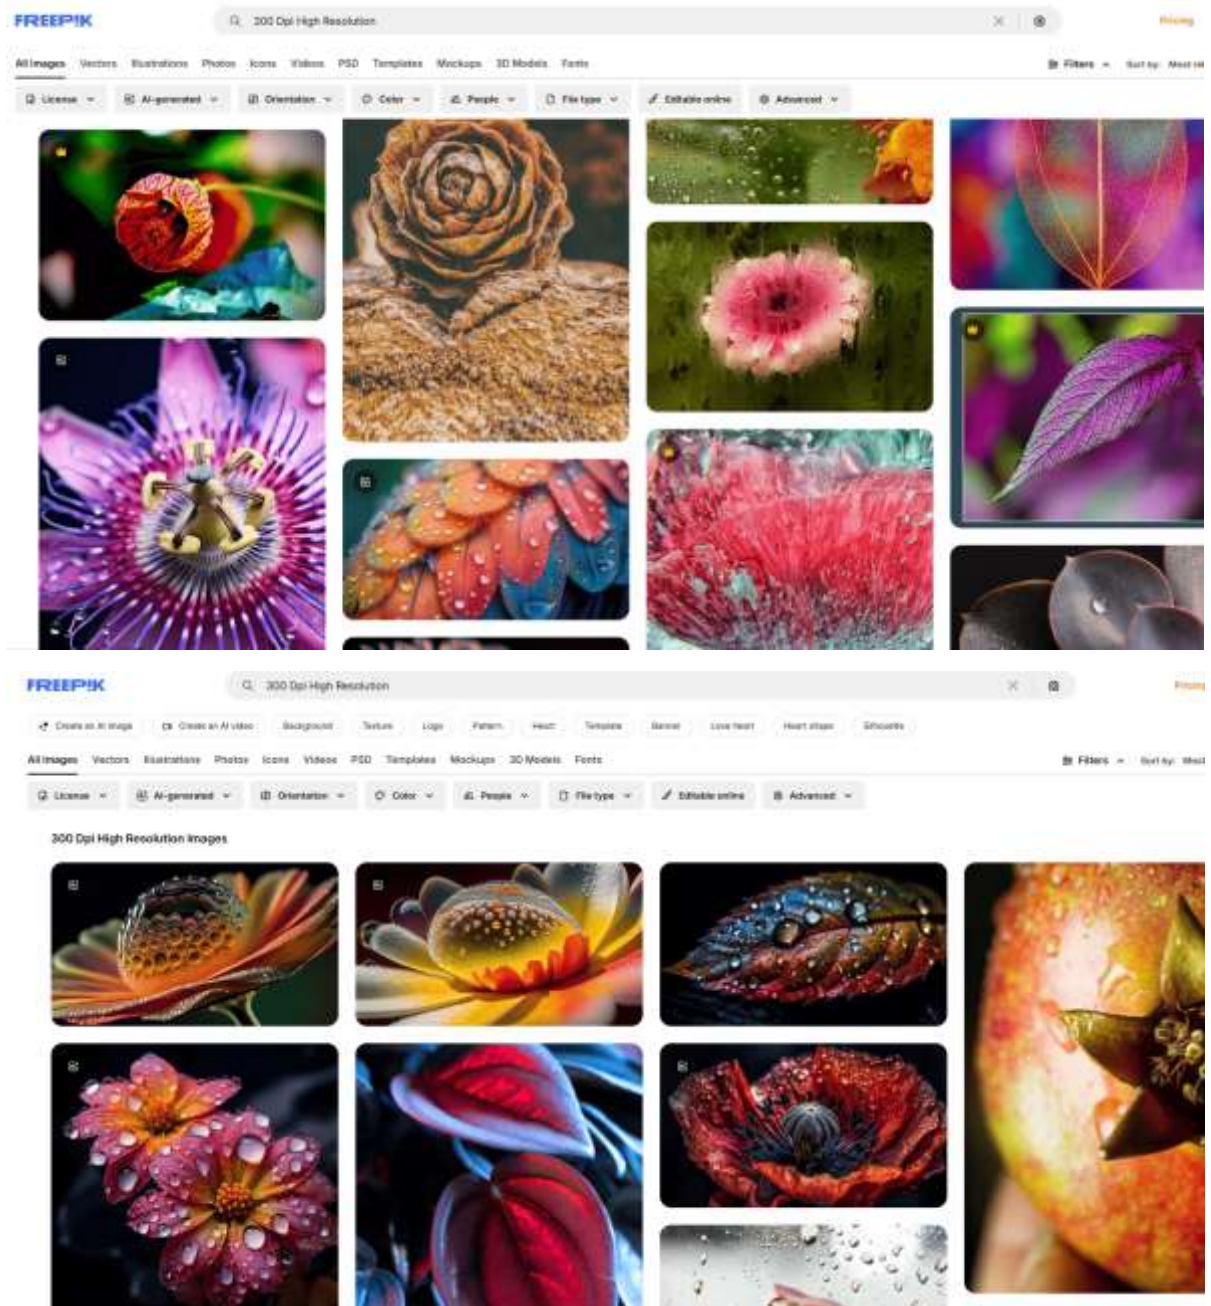 FREEP!K 300 Dpi High Resolution Pricing
All Images Vectors Illustrations Photos Icons Videos PSD Templates Mockups 3D Models Fonts Filters Sort by:
License AI-generated Orientation Color People File type Editable online Advanced
FREEP!K 300 Dpi High Resolution Pricing
Create an AI image Create an AI video Background Texture Logo Pattern Heart Template Banner Love heart Heart shape Silhouette
All Images Vectors Illustrations Photos Icons Videos PSD Templates Mockups 3D Models Fonts Filters Sort by: Most
License AI-generated Orientation Color People File type Editable online Advanced
300 Dpi High Resolution Images